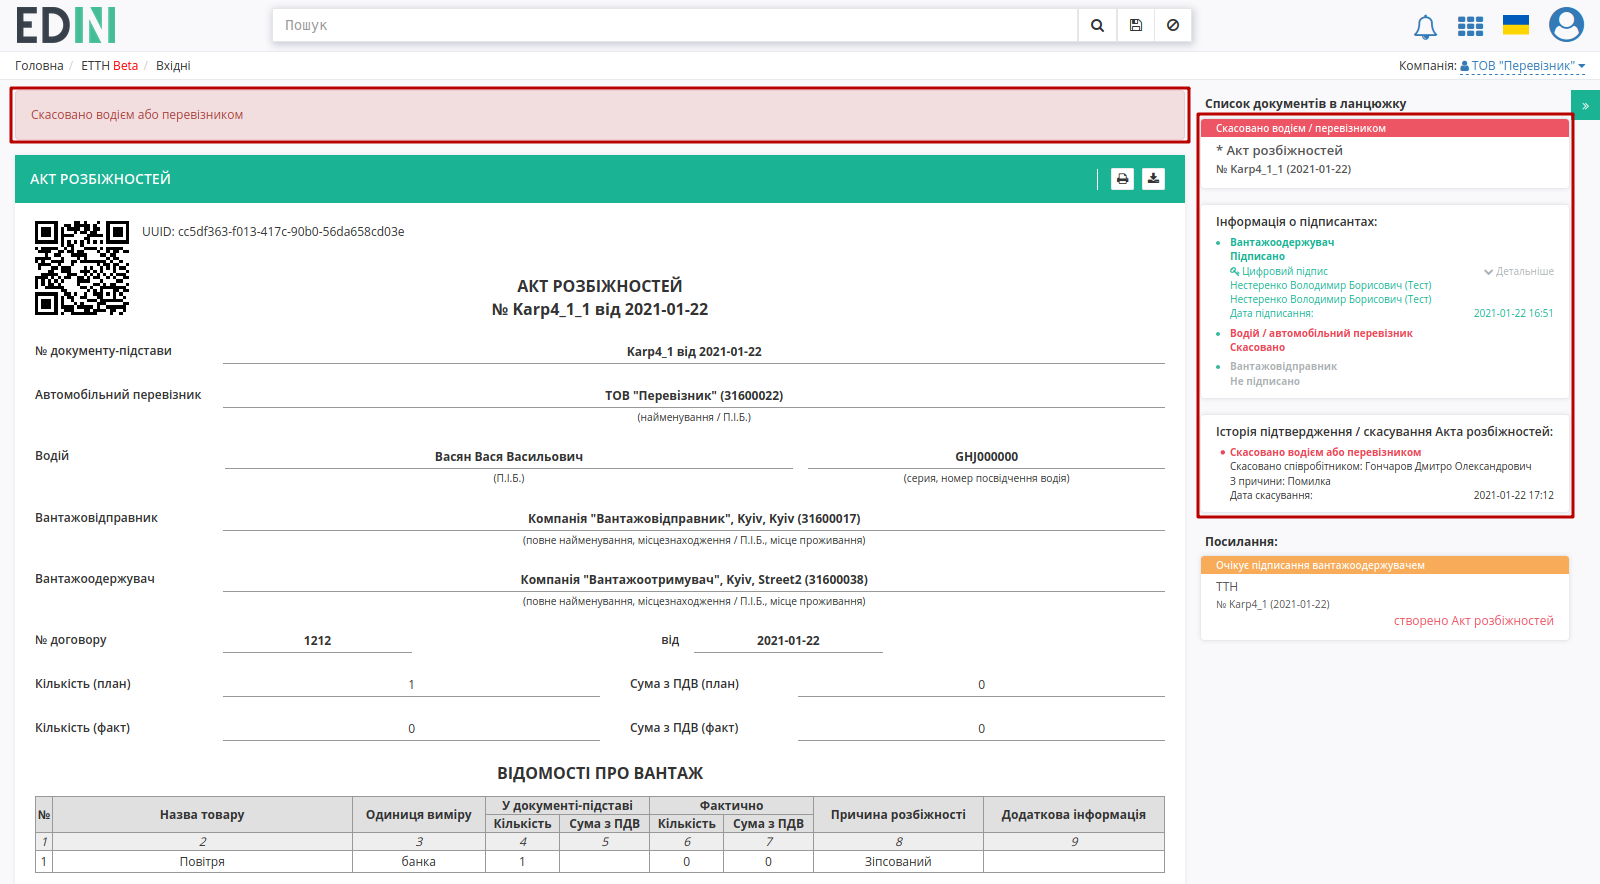 EDIN
Пошук
Головна / ЕТТН Beta / Вхідні
Компанія: ТОВ "Перевізник"
Скасовано водієм або перевізником
АКТ РОЗБІЖНОСТЕЙ
UUID: cc5df363-f013-417c-90b0-56da658cd03e
АКТ РОЗБІЖНОСТЕЙ
№ Karp4_1_1 від 2021-01-22
№ документу-підстави Karp4_1 від 2021-01-22
Автомобільний перевізник ТОВ "Перевізник" (31600022)
(найменування / П.І.Б.)
Водій Васян Вася Васильович GHJ000000
(П.І.Б.) (серия, номер посвідчення водія)
Вантажовідправник Компанія "Вантажовідправник", Kyiv, Kyiv (31600017)
(повне найменування, місцезнаходження / П.І.Б., місце проживання)
Вантажоодержувач Компанія "Вантажоотримувач", Kyiv, Street2 (31600038)
(повне найменування, місцезнаходження / П.І.Б., місце проживання)
№ договору 1212 від 2021-01-22
Кількість (план) 1 Сума з ПДВ (план) 0
Кількість (факт) 0 Сума з ПДВ (факт) 0
ВІДОМОСТІ ПРО ВАНТАЖ
№ Назва товару Одиниця виміру У документі-підставі Фактично Причина розбіжності Додаткова інформація
Кількість Сума з ПДВ Кількість Сума з ПДВ
1 2 3 4 5 6 7 8 9
1 Повітря банка 1 0 0 Зіпсований
Список документів в ланцюжку
»
Скасовано водієм / перевізником
* Акт розбіжностей
№ Karp4_1_1 (2021-01-22)
Інформація о підписантах:
Вантажоодержувач
Підписано
Цифровий підпис Детальніше
Нестеренко Володимир Борисович (Тест)
Нестеренко Володимир Борисович (Тест)
Дата підписання: 2021-01-22 16:51
Водій / автомобільний перевізник
Скасовано
Вантажовідправник
Не підписано
Історія підтвердження / скасування Акта розбіжностей:
Скасовано водієм або перевізником
Скасовано співробітником: Гончаров Дмитро Олександрович
З причини: Помилка
Дата скасування: 2021-01-22 17:12
Посилання:
Очікує підписання вантажоодержувачем
ТТН
№ Karp4_1 (2021-01-22)
створено Акт розбіжностей